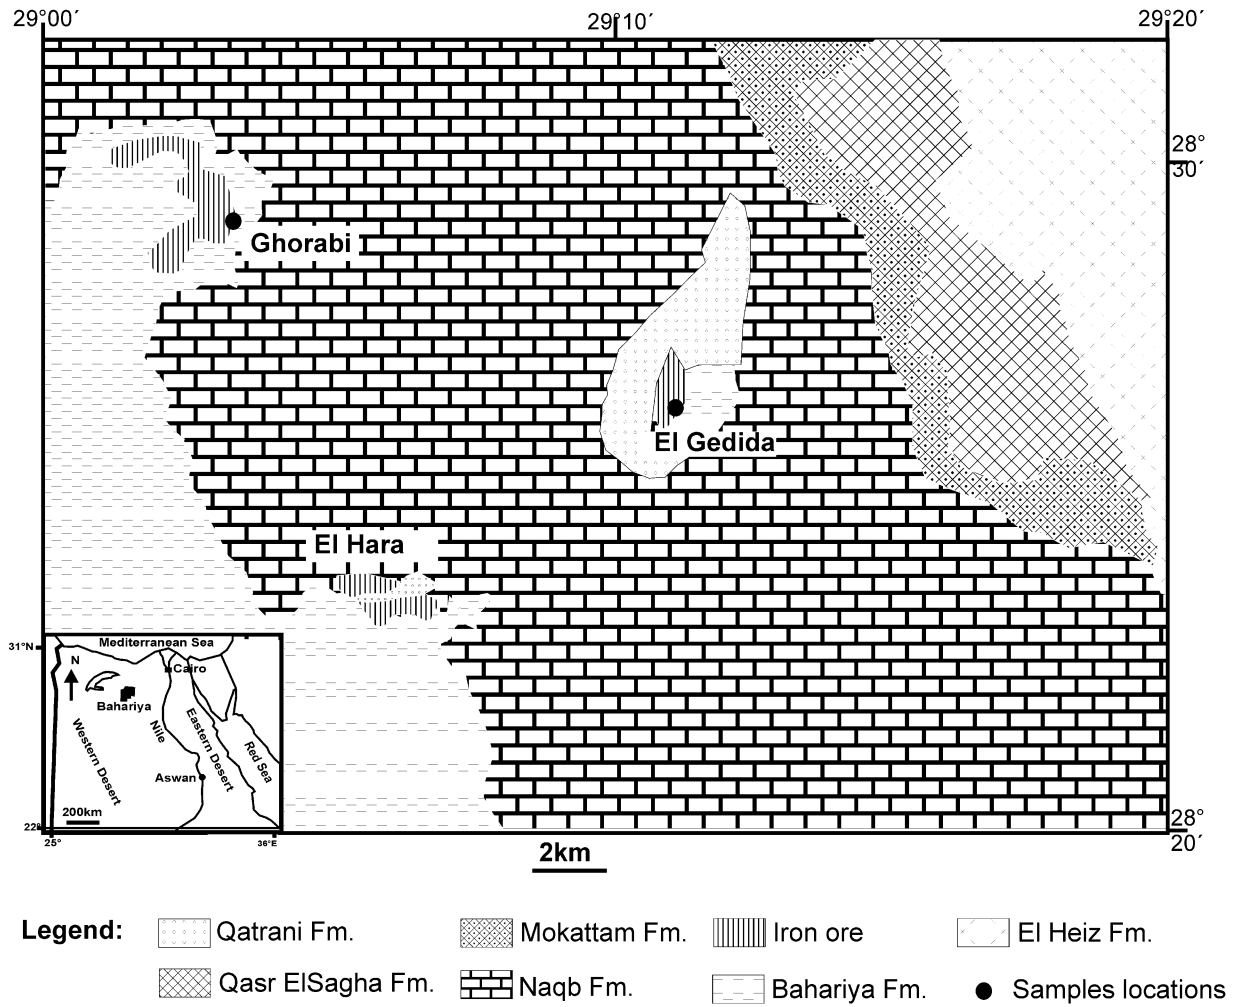 29°00´ 29°10´ 29°20´
28°
30´
Ghorabi
El Gedida
El Hara
31°N
Mediterranean Sea
N
Cairo
Bahariya
Western Desert
Nile
Eastern Desert
Red Sea
Aswan
200km
22°
25° 36°E
28°
20´
2km
Legend: Qatrani Fm. Mokattam Fm. Iron ore El Heiz Fm.
Qasr ElSagha Fm. Naqb Fm. Bahariya Fm. Samples locations